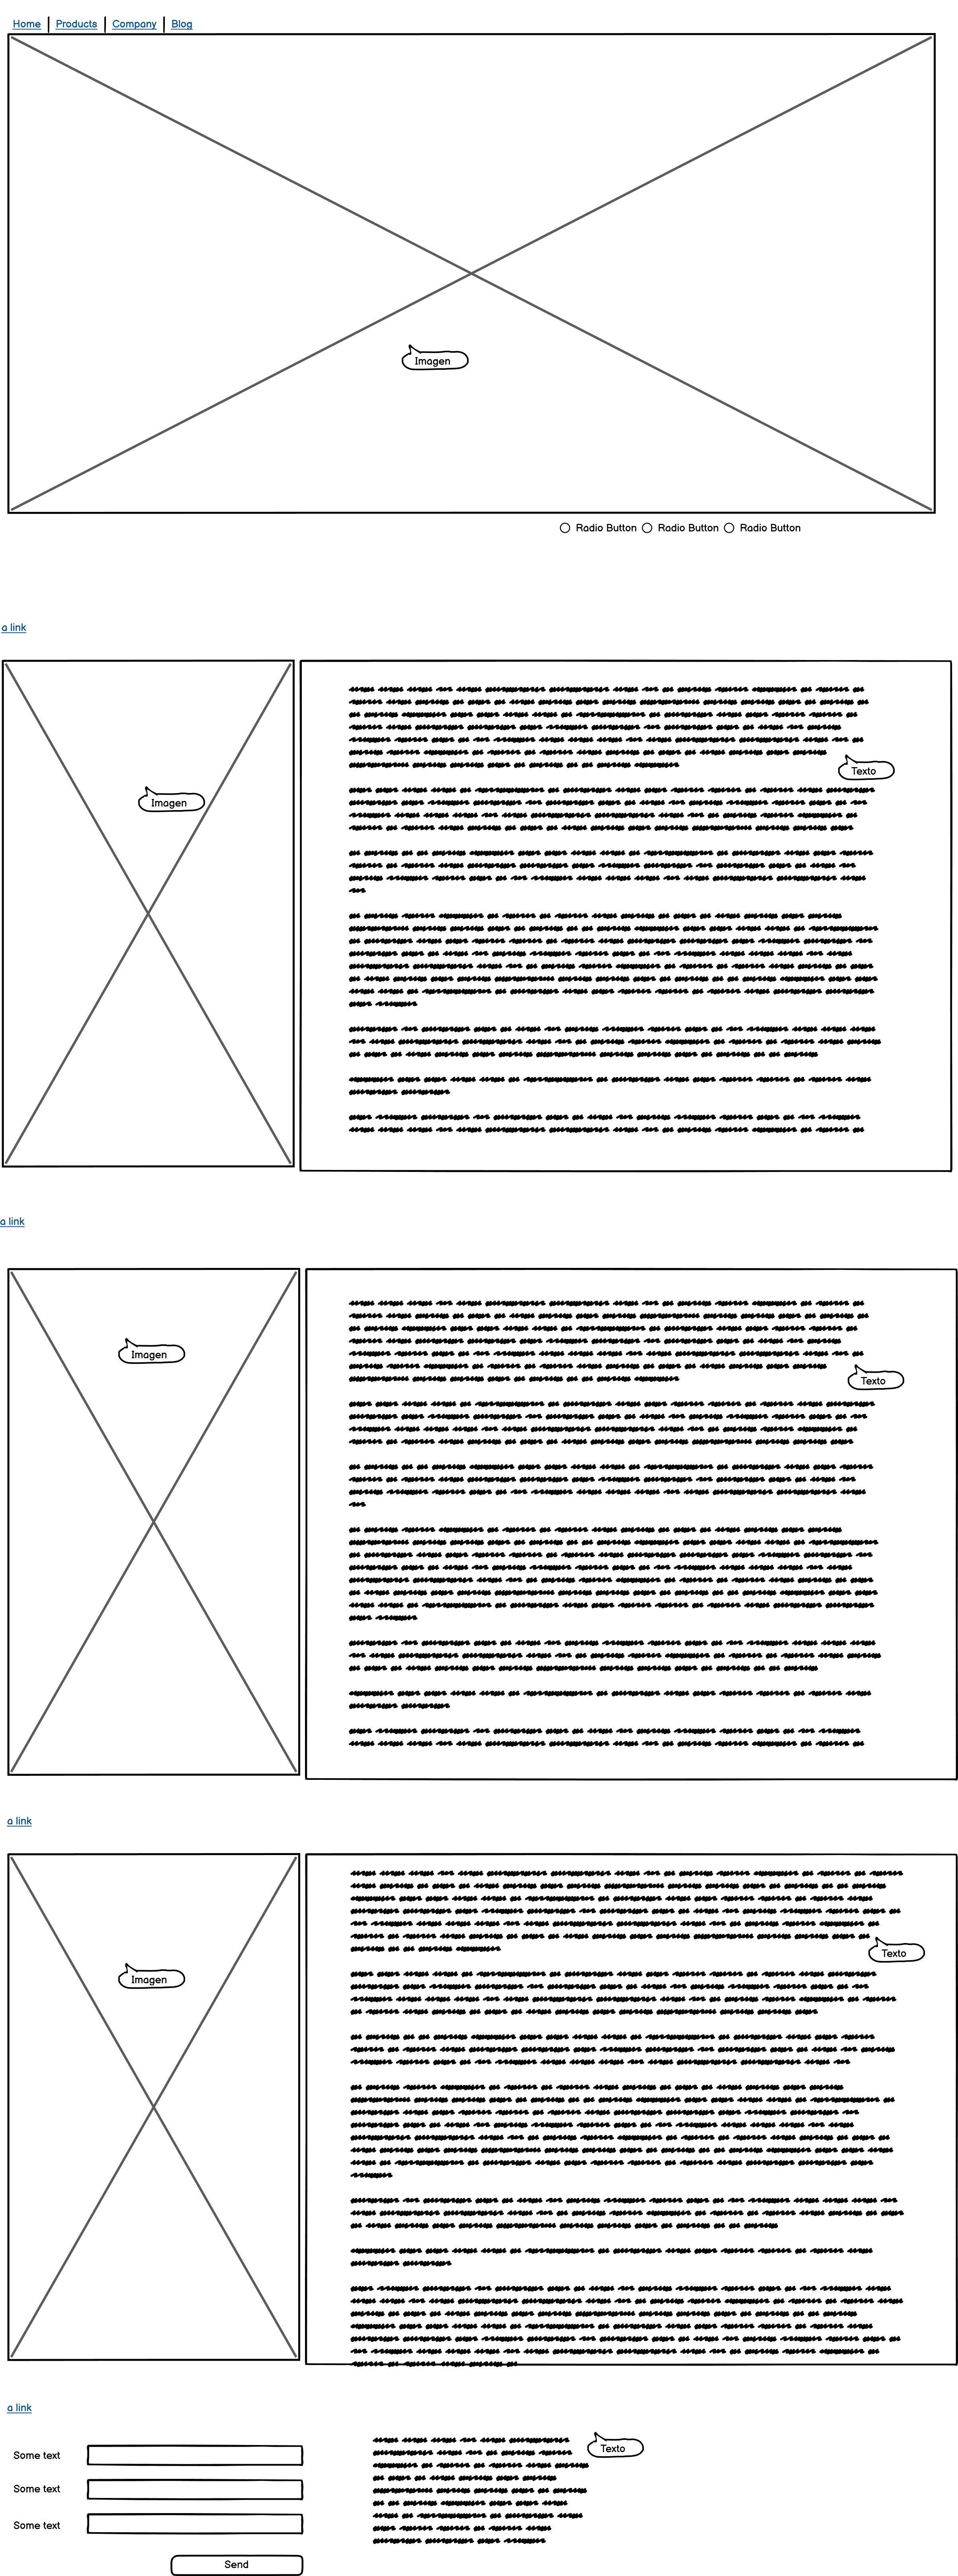 Home Products Company Blog
Imagen
Radio Button Radio Button Radio Button
a link
Texto
Imagen
a link
Imagen
Texto
a link
Texto
Imagen
a link
Texto
Some text
Some text
Some text
Send